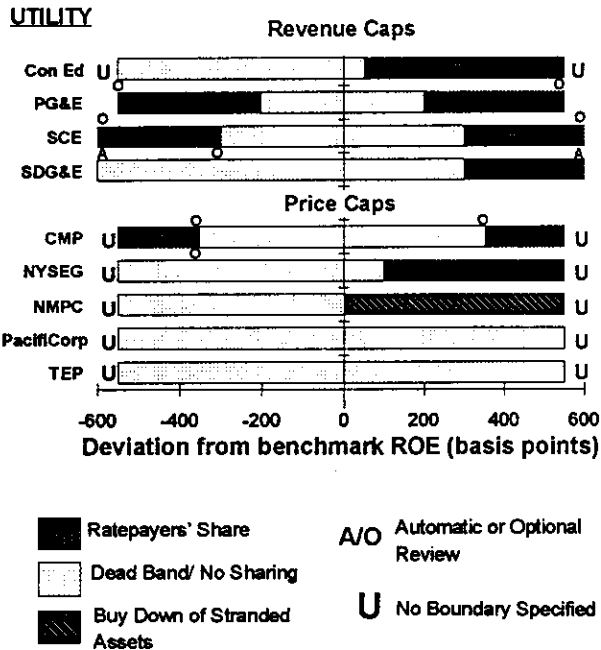 UTILITY
Revenue Caps
Con Ed U U
O O
PG&E
O O
SCE
A O A
SDG&E
Price Caps
O O
CMP U U
O
NYSEG U U
NMPC U U
PacifiCorp U U
TEP U U
-600 -400 -200 0 200 400 600
Deviation from benchmark ROE (basis points)
Ratepayers' Share
A/O Automatic or Optional
Review
Dead Band/ No Sharing
Buy Down of Stranded
Assets
U No Boundary Specified